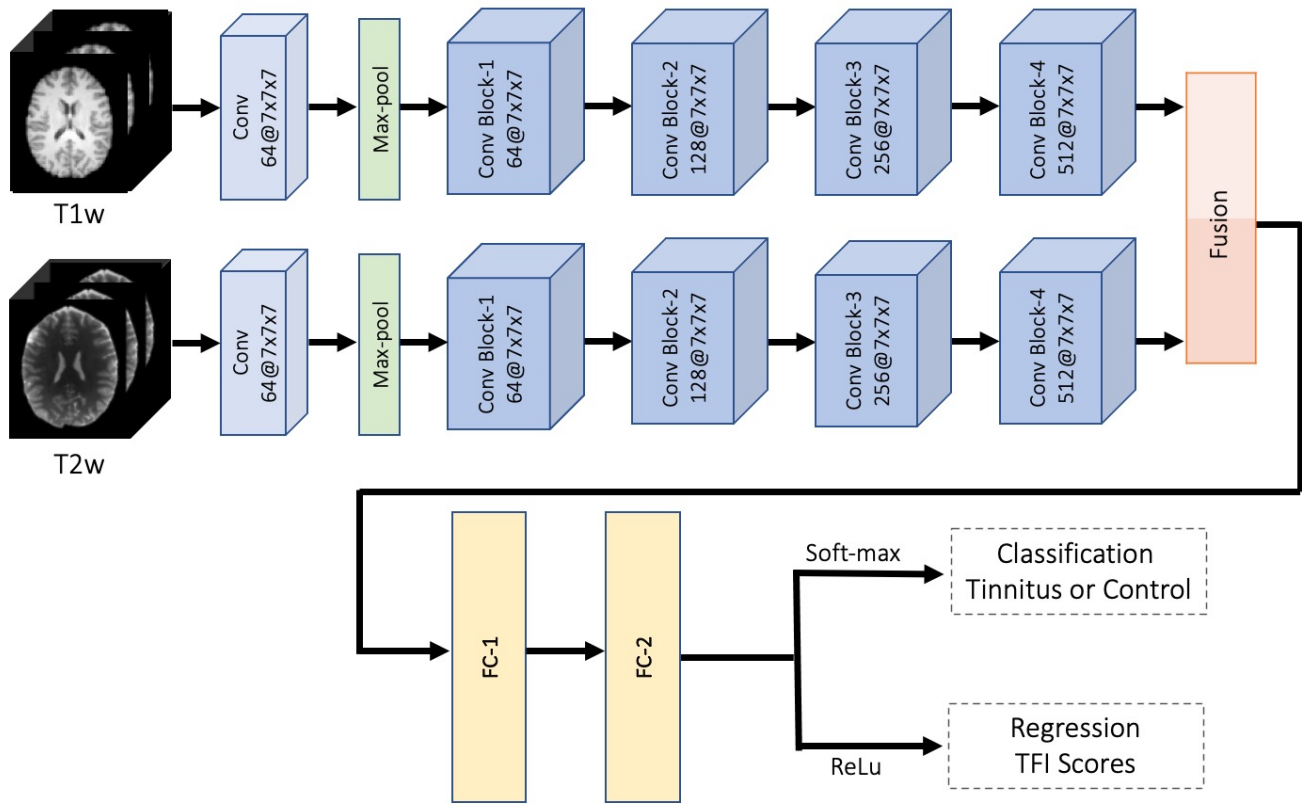 Conv
64@7x7x7
Max-pool
Conv Block-1
64@7x7x7
Conv Block-2
128@7x7x7
Conv Block-3
256@7x7x7
Conv Block-4
512@7x7x7
T1w
Fusion
Conv
64@7x7x7
Max-pool
Conv Block-1
64@7x7x7
Conv Block-2
128@7x7x7
Conv Block-3
256@7x7x7
Conv Block-4
512@7x7x7
T2w
FC-1
FC-2
Soft-max
Classification
Tinnitus or Control
ReLu
Regression
TFI Scores